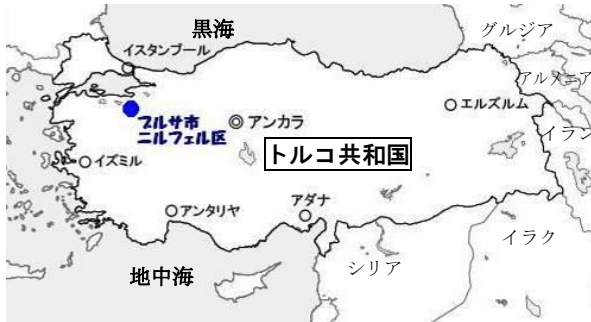 黒海
グルジア
イスタンブール
アルメニア
エルズルム
ブルサ市
ニルフェル区
アンカラ
イラン
トルコ共和国
イズミル
アンタリヤ
アダナ
イラク
シリア
地中海